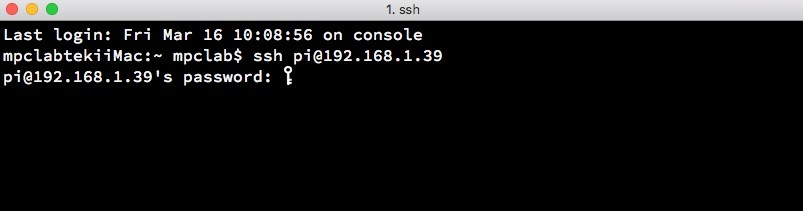 1. ssh
Last login: Fri Mar 16 10:08:56 on console
mpclabtekiiMac:~ mpclab$ ssh pi@192.168.1.39
pi@192.168.1.39's password: